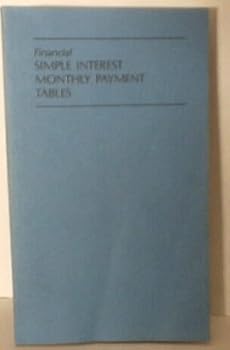 Financial
SIMPLE INTEREST
MONTHLY PAYMENT
TABLES